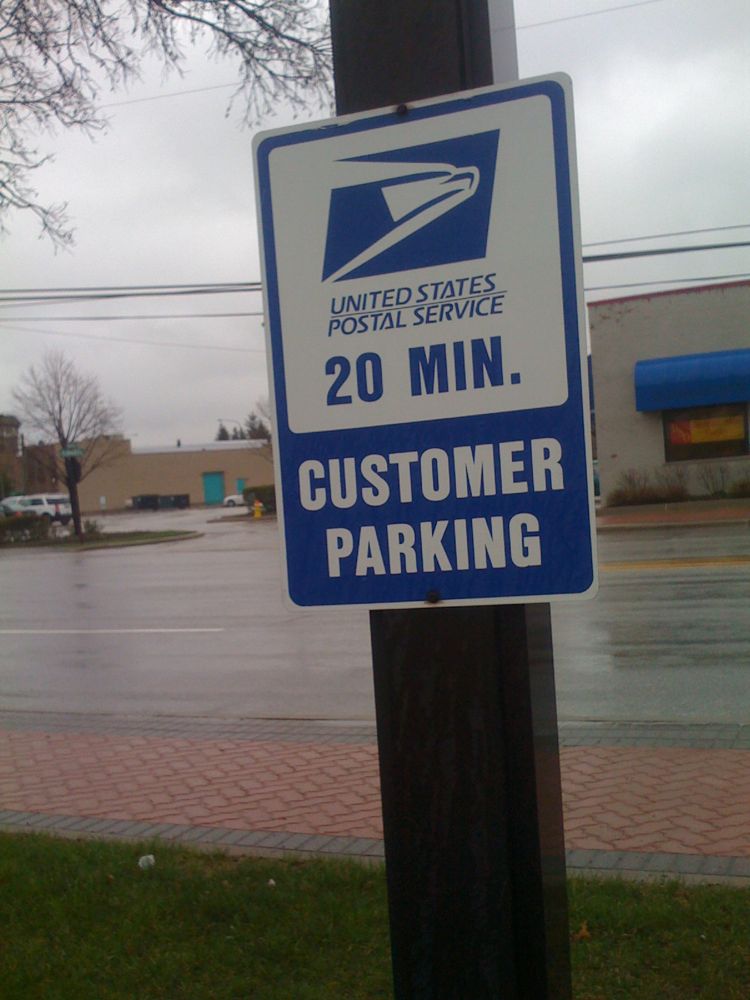 UNITED STATES
POSTAL SERVICE
20 MIN.
CUSTOMER
PARKING